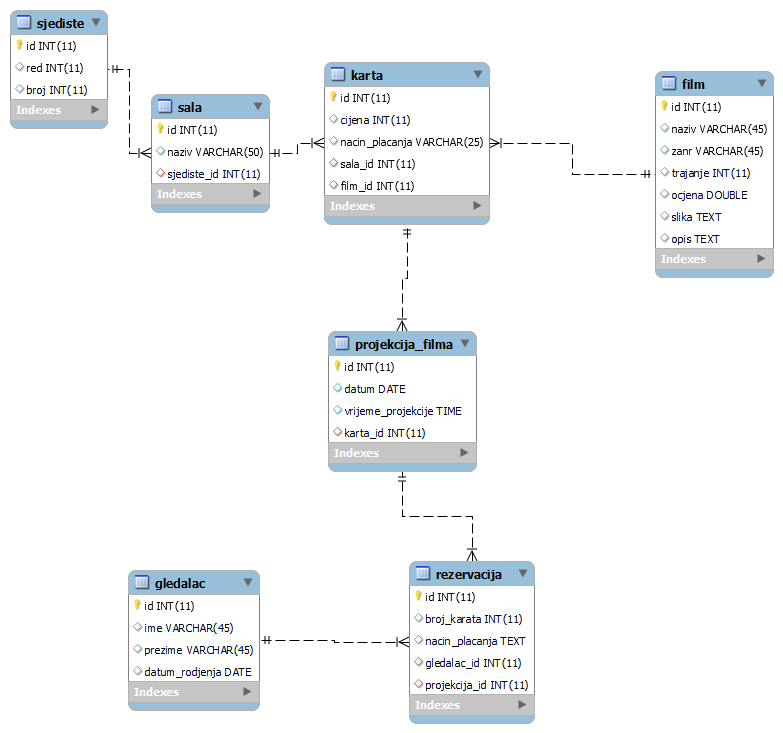 sjediste
id INT(11)
red INT(11)
broj INT(11)
Indexes
sala
id INT(11)
naziv VARCHAR(50)
sjediste_id INT(11)
Indexes
karta
id INT(11)
cijena INT(11)
nacin_placanja VARCHAR(25)
sala_id INT(11)
film_id INT(11)
Indexes
film
id INT(11)
naziv VARCHAR(45)
zanr VARCHAR(45)
trajanje INT(11)
ocjena DOUBLE
slika TEXT
opis TEXT
Indexes
projekcija_filma
id INT(11)
datum DATE
vrijeme_projekcije TIME
karta_id INT(11)
Indexes
gledalac
id INT(11)
ime VARCHAR(45)
prezime VARCHAR(45)
datum_rodjenja DATE
Indexes
rezervacija
id INT(11)
broj_karata INT(11)
nacin_placanja TEXT
gledalac_id INT(11)
projekcija_id INT(11)
Indexes